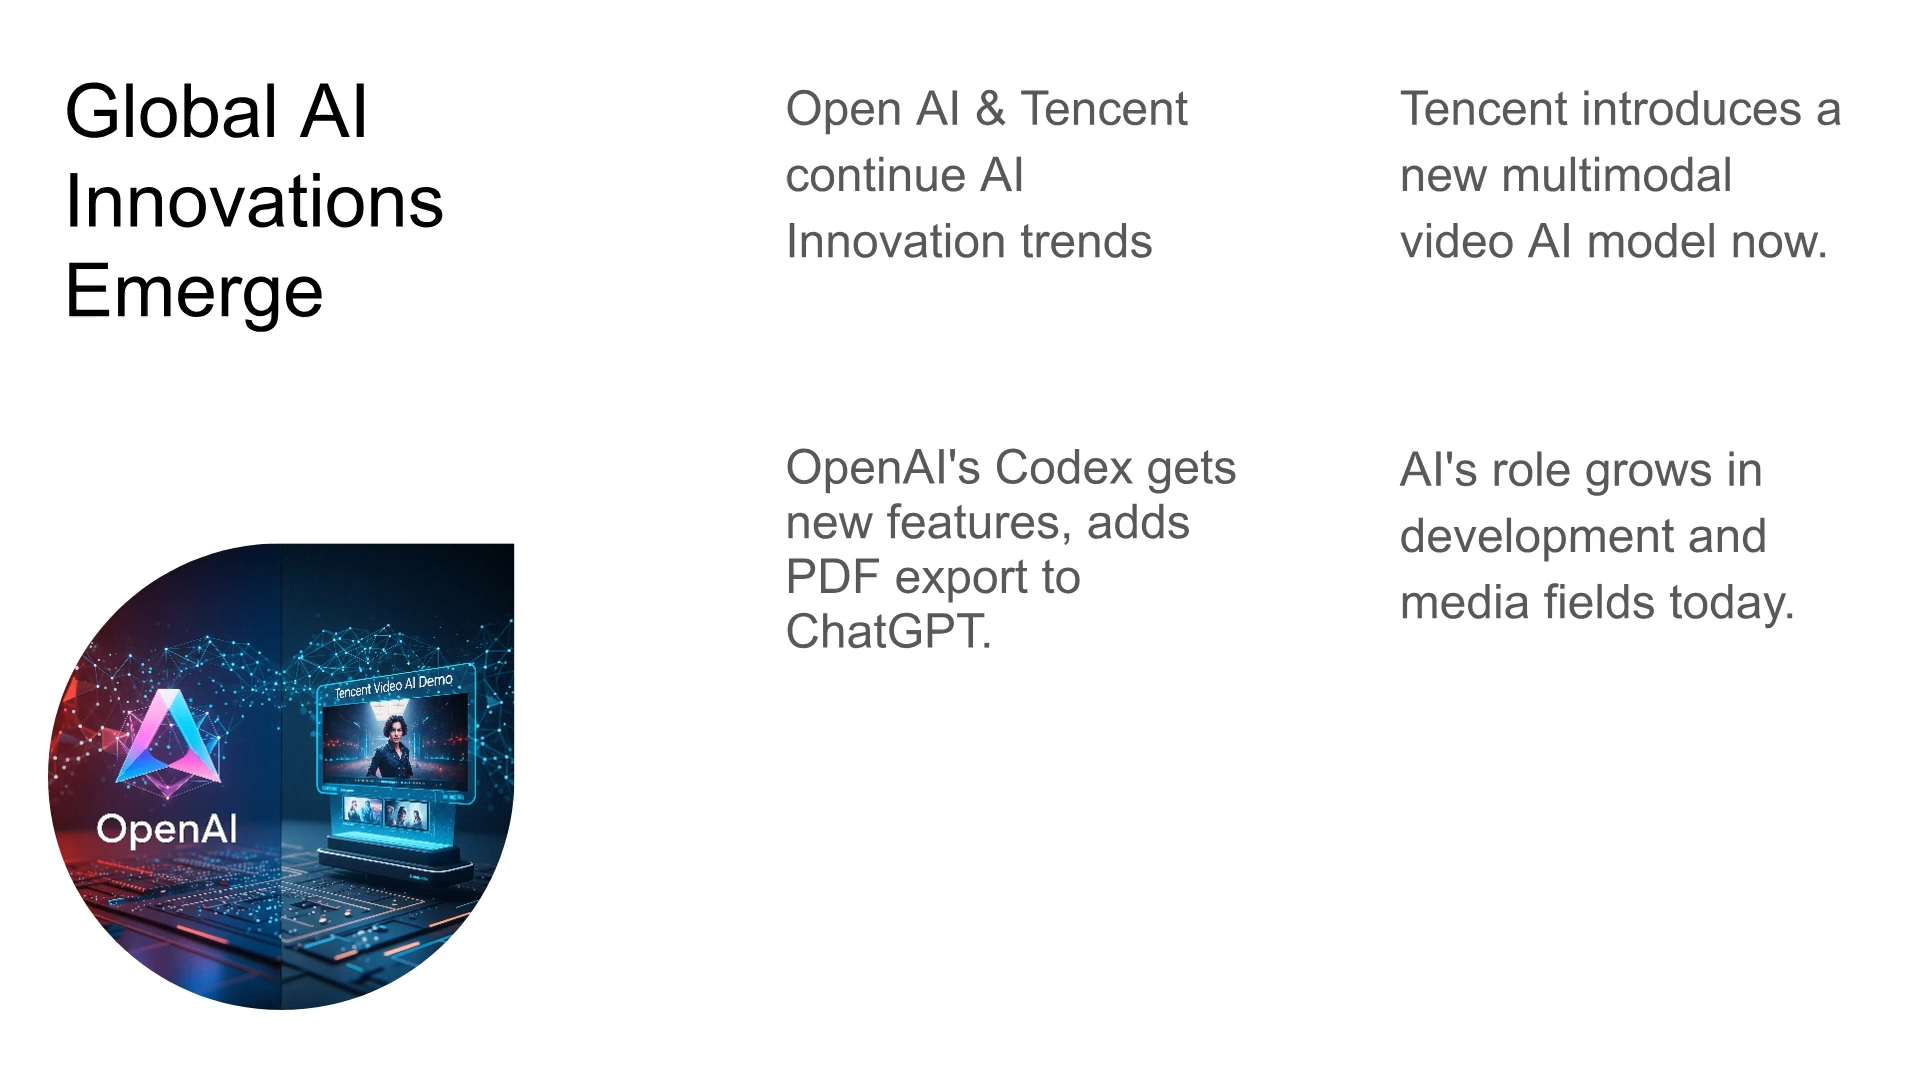 Global AI
Innovations
Emerge
Open AI & Tencent
continue AI
Innovation trends
Tencent introduces a
new multimodal
video AI model now.
OpenAI's Codex gets
new features, adds
PDF export to
ChatGPT.
AI's role grows in
development and
media fields today.
OpenAI
Tencent Video AI Demo